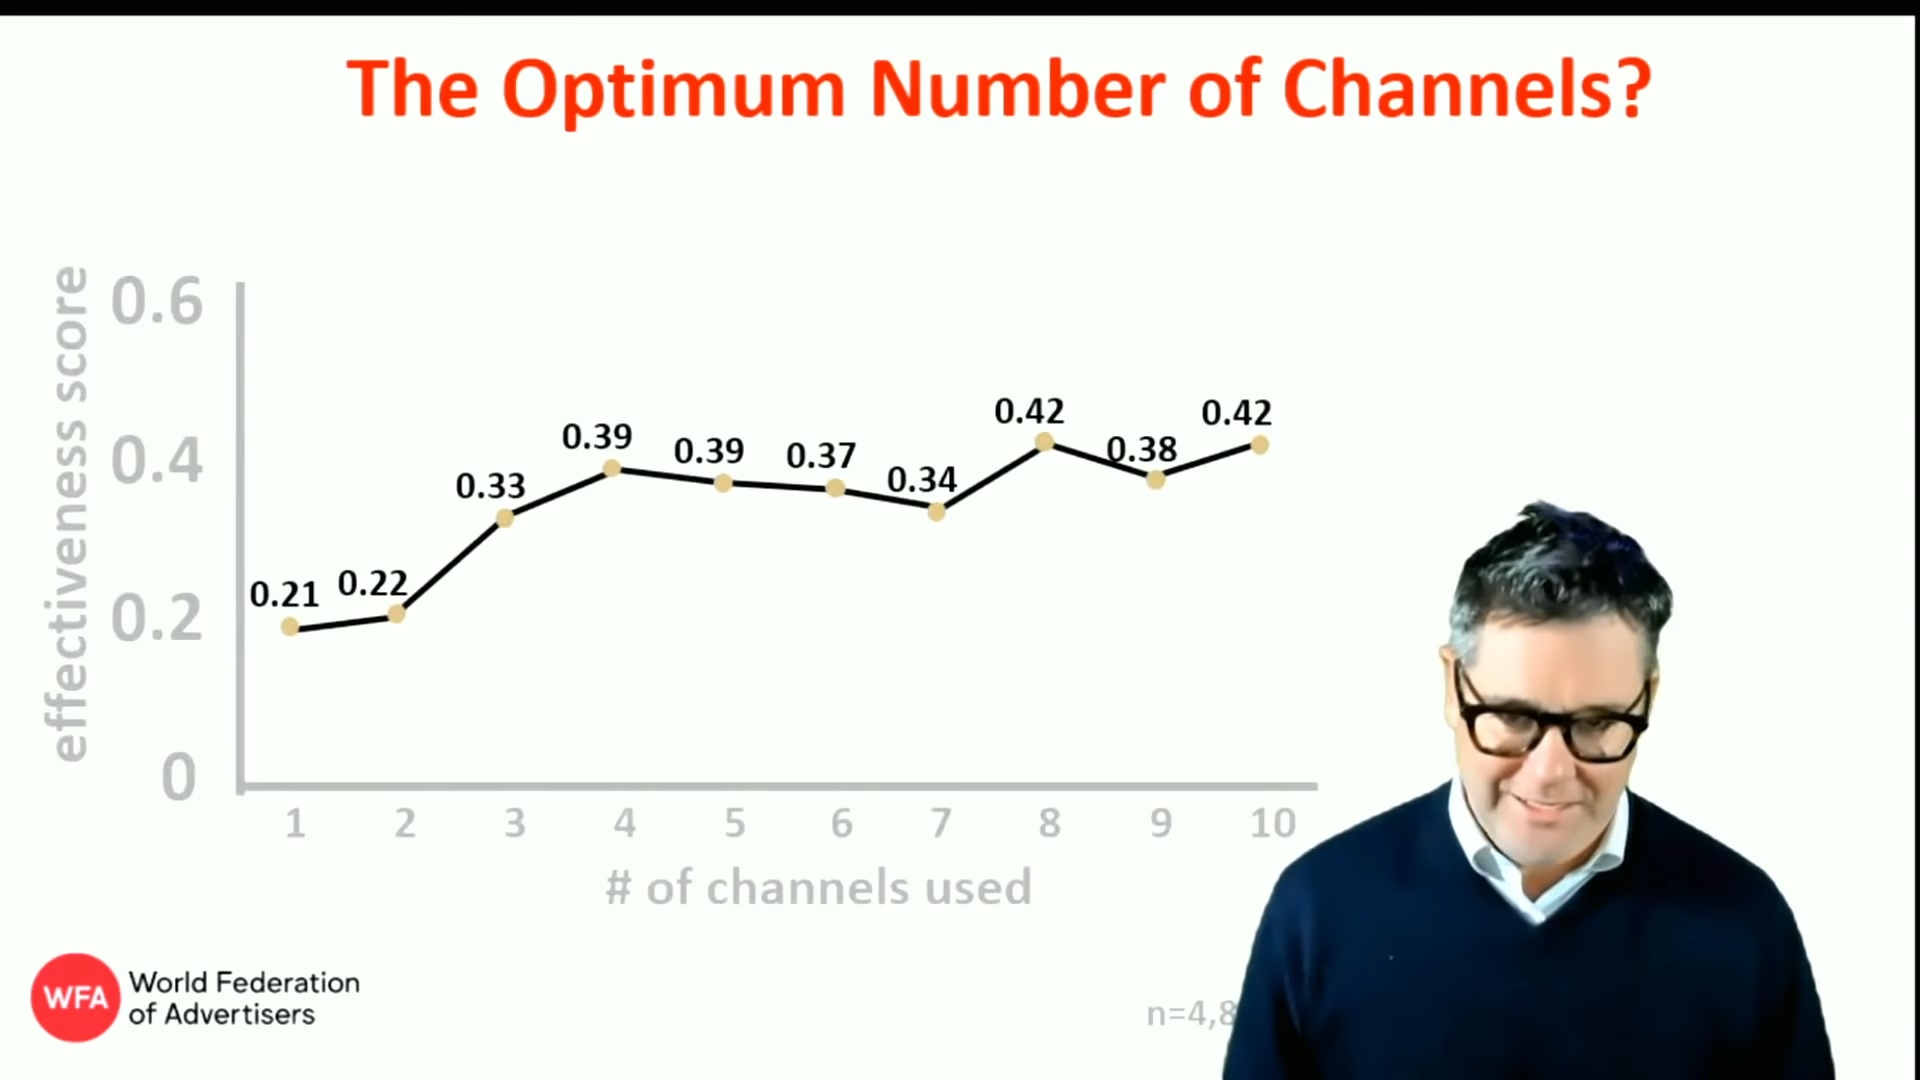 The Optimum Number of Channels?
effectiveness score
0.6
0.4
0.2
0
0.21
0.22
0.33
0.39
0.39
0.37
0.34
0.42
0.38
0.42
1 2 3 4 5 6 7 8 9 10
# of channels used
WFA
World Federation
of Advertisers
n=4,8